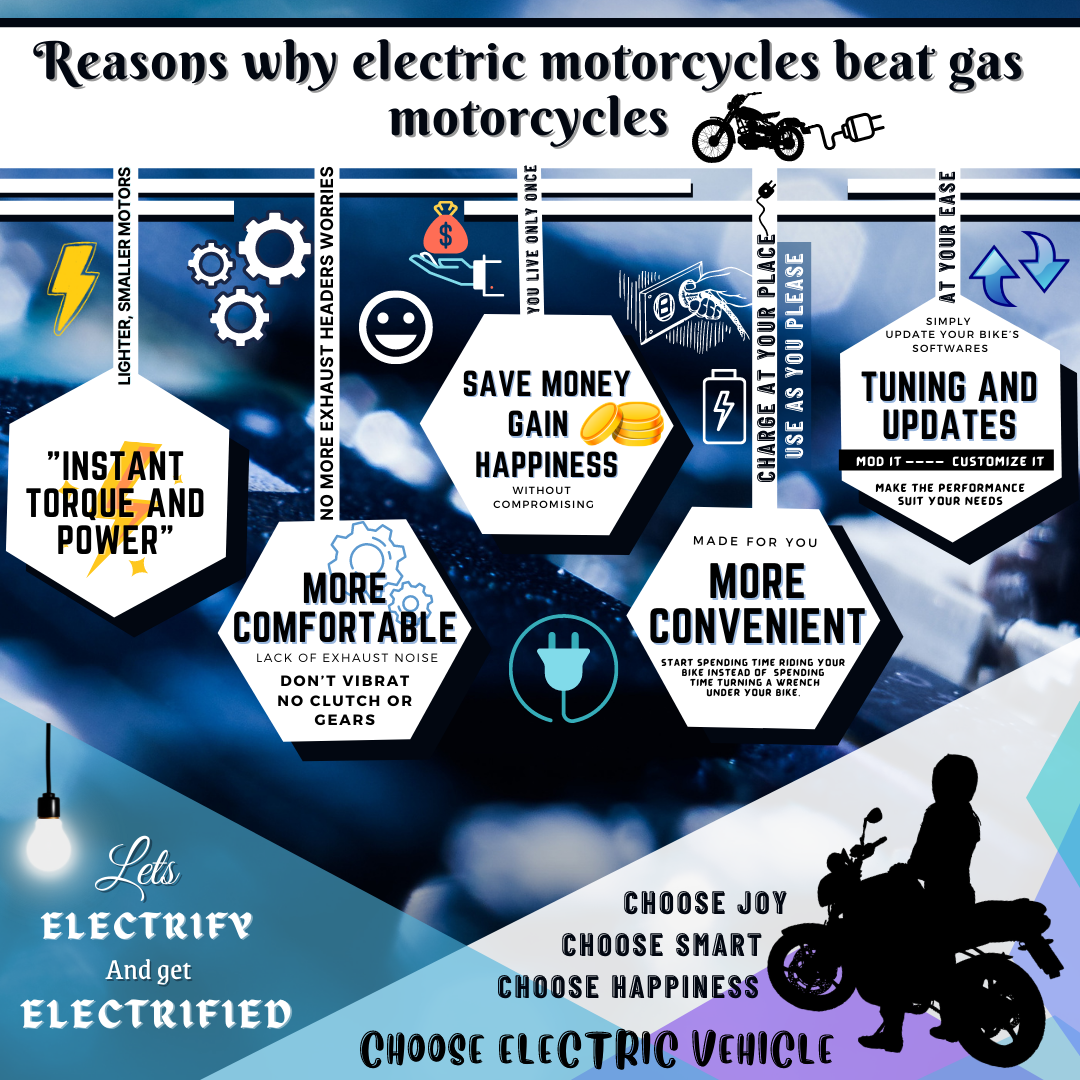 Reasons why electric motorcycles beat gas
motorcycles
LIGHTER, SMALLER MOTORS
"INSTANT
TORQUE AND
POWER"
NO MORE EXHAUST HEADERS WORRIES
MORE
COMFORTABLE
LACK OF EXHAUST NOISE
DON'T VIBRAT
NO CLUTCH OR
GEARS
YOU LIVE ONLY ONCE
SAVE MONEY
GAIN
HAPPINESS
WITHOUT
COMPROMISING
CHARGE AT YOUR PLACE
USE AS YOU PLEASE
MADE FOR YOU
MORE
CONVENIENT
START SPENDING TIME RIDING YOUR
BIKE INSTEAD OF SPENDING
TIME TURNING A WRENCH
UNDER YOUR BIKE.
AT YOUR EASE
SIMPLY
UPDATE YOUR BIKE'S
SOFTWARES
TUNING AND
UPDATES
MOD IT ---- CUSTOMIZE IT
MAKE THE PERFORMANCE
SUIT YOUR NEEDS
Lets
ELECTRIFY
And get
ELECTRIFIED
CHOOSE JOY
CHOOSE SMART
CHOOSE HAPPINESS
CHOOSE ELECTRIC VEHICLE